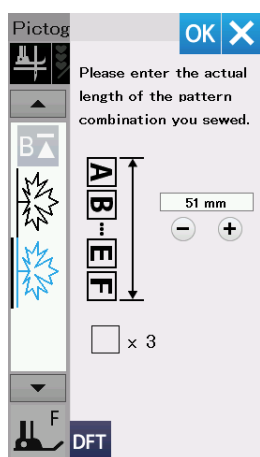 Pictog
OK
Please enter the actual
length of the pattern
combination you sewed.
B
A
B
E
F
51 mm
x 3
F
DFT